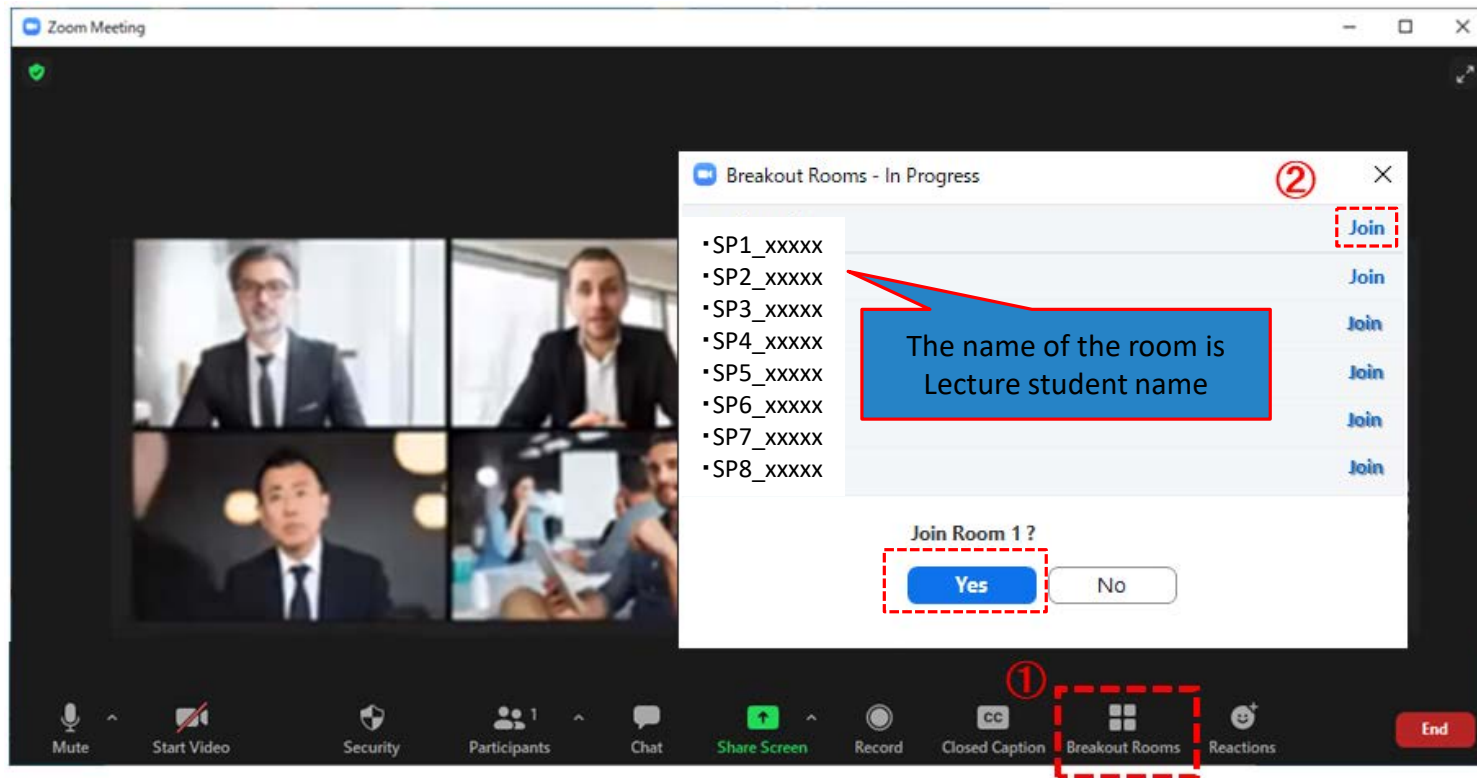 Zoom Meeting
Breakout Rooms - In Progress
②
Join
・SP1_xxxxx
・SP2_xxxxx
Join
・SP3_xxxxx
Join
・SP4_xxxxx
・SP5_xxxxx
Join
・SP6_xxxxx
Join
・SP7_xxxxx
・SP8_xxxxx
Join
The name of the room is
Lecture student name
Join Room 1 ?
Yes
No
①
1
Mute
Start Video
Security
Participants
Chat
Share Screen
Record
CC
Closed Caption
Breakout Rooms
Reactions
End